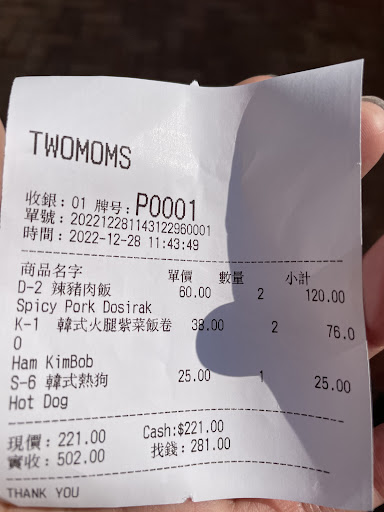 TWOMOMS
收銀：01 牌号：P0001
單號：202212281143122960001
時間：2022-12-28 11:43:49
商品名字 單價 數量 小計
D-2 辣豬肉飯 60.00 2 120.00
Spicy Pork Dosirak
K-1 韓式火腿紫菜飯卷 38.00 2 76.0
0
Ham KimBob
S-6 韓式熱狗 25.00 1 25.00
Hot Dog
現價：221.00 Cash:$221.00
實收：502.00 找錢：281.00
THANK YOU